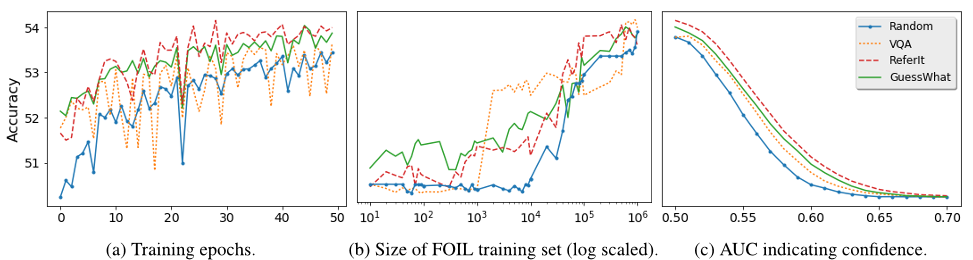 Accuracy
54
53
52
51
0 10 20 30 40 50
10¹ 10² 10³ 10⁴ 10⁵ 10⁶
0.50 0.55 0.60 0.65 0.70
Random
VQA
ReferIt
GuessWhat
(a) Training epochs.
(b) Size of FOIL training set (log scaled).
(c) AUC indicating confidence.